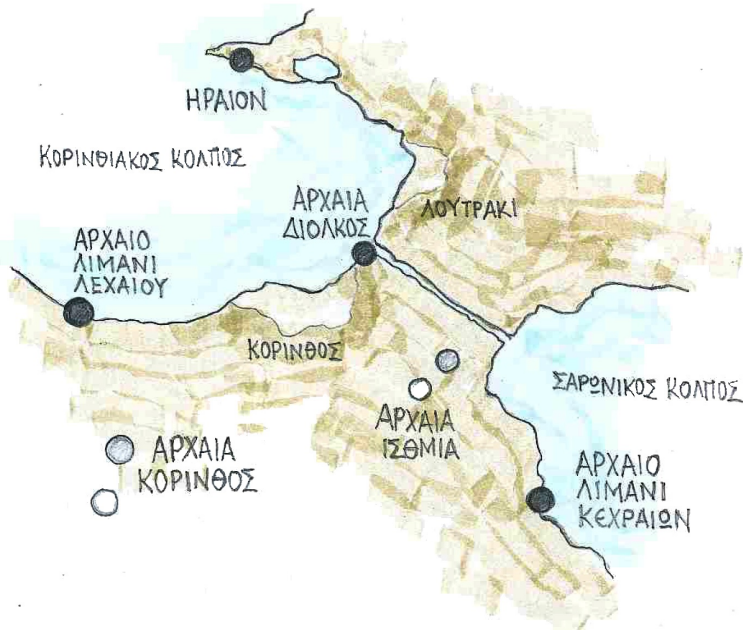 ΗΡΑΙΟΝ
ΚΟΡΙΝΘΙΑΚΟΣ ΚΟΛΠΟΣ
ΑΡΧΑΙΑ
ΔΙΟΛΚΟΣ
ΛΟΥΤΡΑΚΙ
ΑΡΧΑΙΟ
ΛΙΜΑΝΙ
ΛΕΧΑΙΟΥ
ΚΟΡΙΝΘΟΣ
ΣΑΡΩΝΙΚΟΣ ΚΟΛΠΟΣ
ΑΡΧΑΙΑ
ΙΣΘΜΙΑ
ΑΡΧΑΙΑ
ΚΟΡΙΝΘΟΣ
ΑΡΧΑΙΟ
ΛΙΜΑΝΙ
ΚΕΧΡΑΙΩΝ